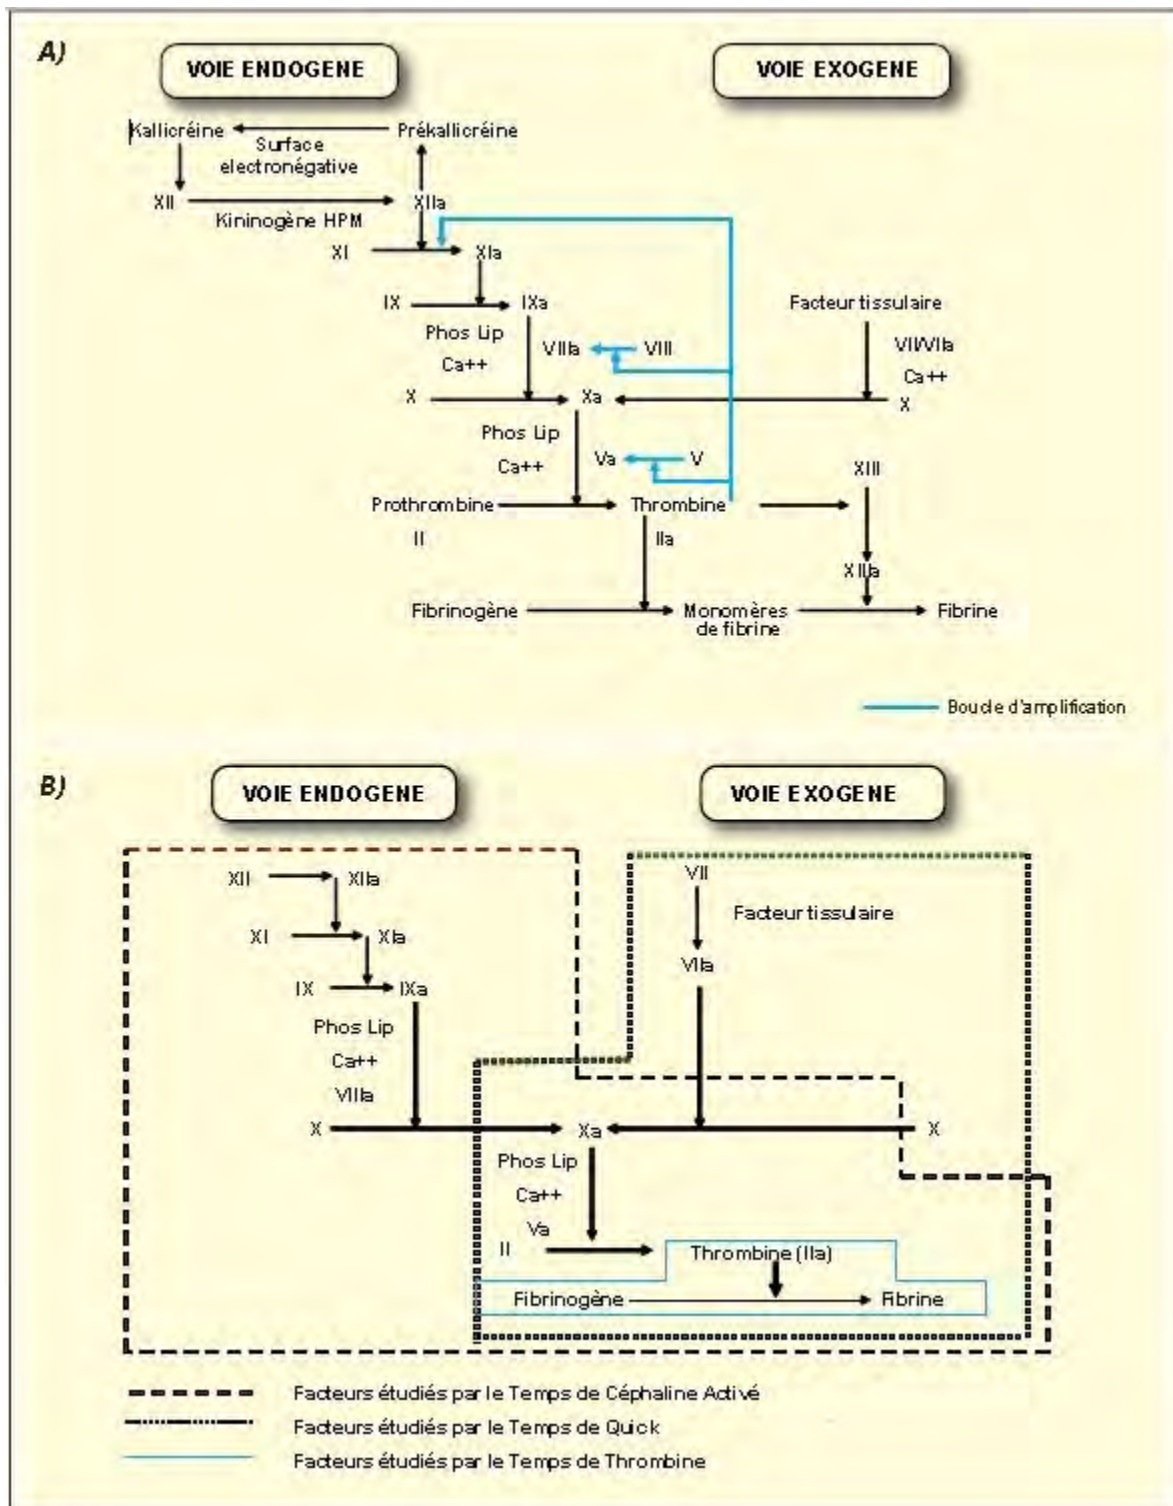 A)
VOIE ENDOGENE
VOIE EXOGENE
Kallicréine
Prékallicréine
Surface
electronégative
XII
XIIa
Kininogène HPM
XI
XIa
IX
IXa
Facteur tissulaire
Phos Lip
VIIIa
VIII
VII/VIIa
Ca++
Ca++
X
Xa
X
Phos Lip
Ca++
Va
V
XIII
Prothrombine
Thrombine
II
IIa
XIIIa
Fibrinogène
Monomères
de fibrine
Fibrine
Boucle d'amplification
B)
VOIE ENDOGENE
VOIE EXOGENE
XII
XIIa
VII
Facteur tissulaire
XI
XIa
VIIa
IX
IXa
Phos Lip
Ca++
VIIIa
X
Xa
X
Phos Lip
Ca++
Va
II
Thrombine (IIa)
Fibrinogène
Fibrine
Facteurs étudiés par le Temps de Céphaline Activé
Facteurs étudiés par le Temps de Quick
Facteurs étudiés par le Temps de Thrombine